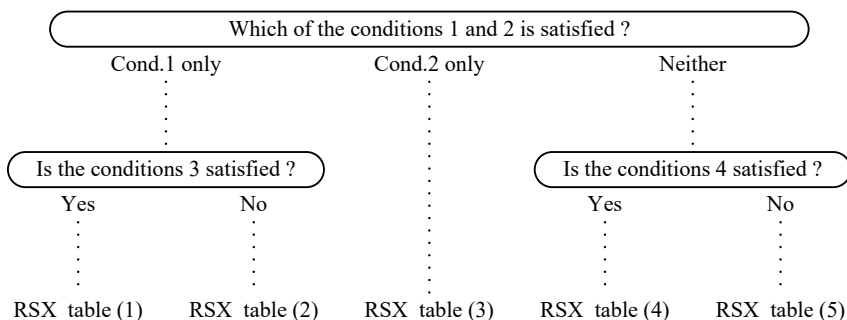 Which of the conditions 1 and 2 is satisfied ?
Cond.1 only Cond.2 only Neither
Is the conditions 3 satisfied ? Is the conditions 4 satisfied ?
Yes No Yes No
RSX table (1) RSX table (2) RSX table (3) RSX table (4) RSX table (5)